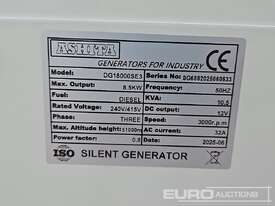 ASHITA
GENERATORS FOR INDUSTRY
CE
Model: DG18000SE3 Series No:
Max. Output: 8.5KW Frequency: 50HZ
Fuel: DIESEL KVA: 10.5
Rated Voltage: 240V/415V DC output: 12V
Phase: THREE Speed: 3000r.p.m
Max. Altitude height: ≤1000m AC current: 32A
Power factor: 0.8 Date: 2025-06
ISO SILENT GENERATOR
EURO AUCTIONS